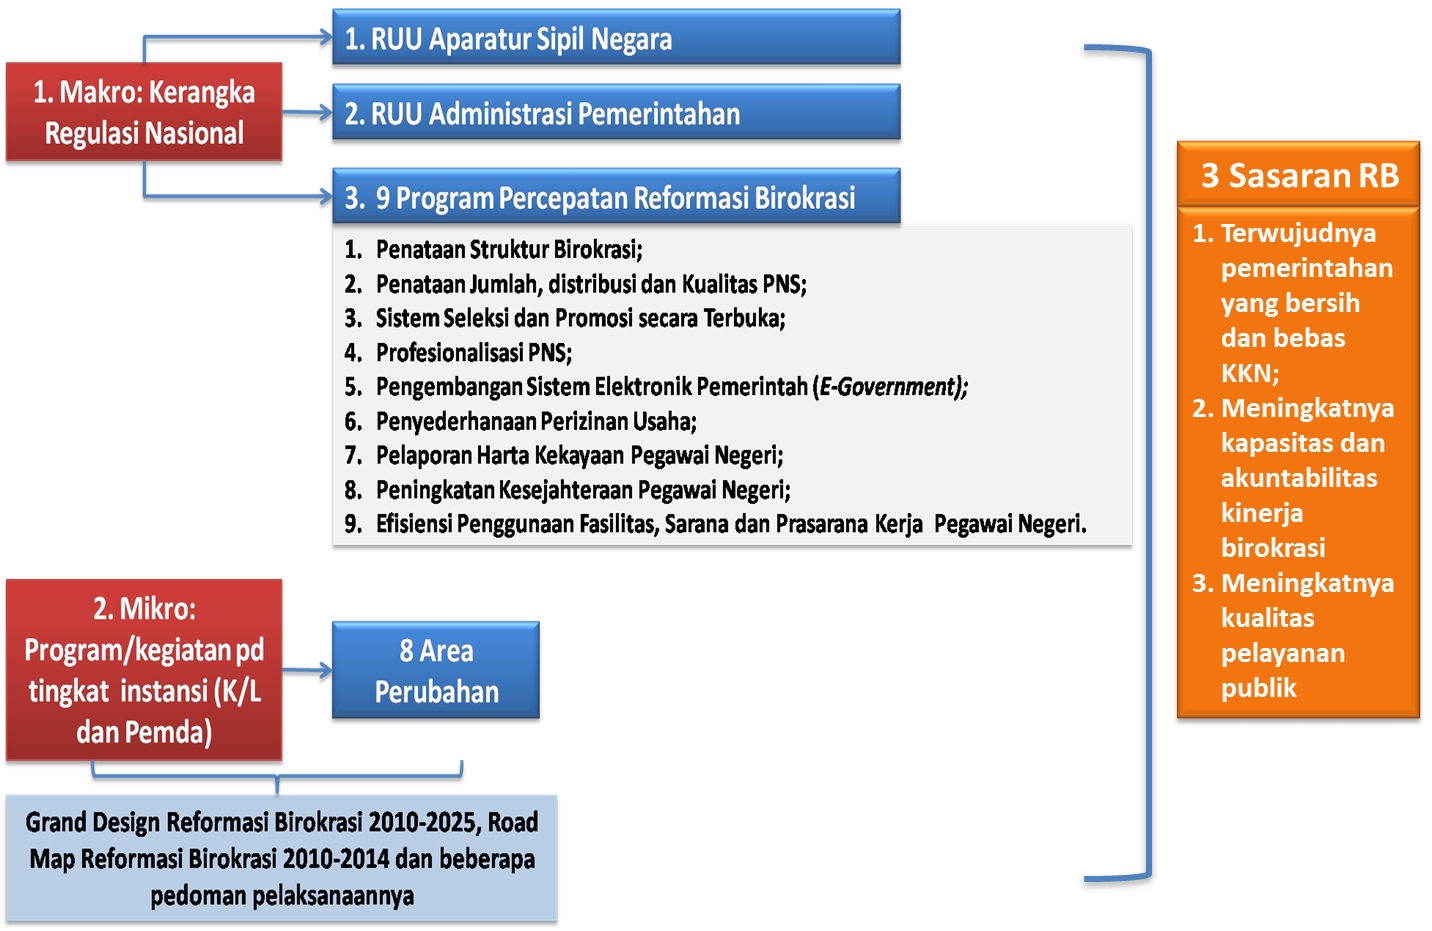 1. Makro: Kerangka
Regulasi Nasional
1. RUU Aparatur Sipil Negara
2. RUU Administrasi Pemerintahan
3. 9 Program Percepatan Reformasi Birokrasi
1. Penataan Struktur Birokrasi;
2. Penataan Jumlah, distribusi dan Kualitas PNS;
3. Sistem Seleksi dan Promosi secara Terbuka;
4. Profesionalisasi PNS;
5. Pengembangan Sistem Elektronik Pemerintah (E-Government);
6. Penyederhanaan Perizinan Usaha;
7. Pelaporan Harta Kekayaan Pegawai Negeri;
8. Peningkatan Kesejahteraan Pegawai Negeri;
9. Efisiensi Penggunaan Fasilitas, Sarana dan Prasarana Kerja Pegawai Negeri.
2. Mikro:
Program/kegiatan pd
tingkat instansi (K/L
dan Pemda)
8 Area
Perubahan
Grand Design Reformasi Birokrasi 2010-2025, Road
Map Reformasi Birokrasi 2010-2014 dan beberapa
pedoman pelaksanaannya
3 Sasaran RB
1. Terwujudnya
pemerintahan
yang bersih
dan bebas
KKN;
2. Meningkatnya
kapasitas dan
akuntabilitas
kinerja
birokrasi
3. Meningkatnya
kualitas
pelayanan
publik